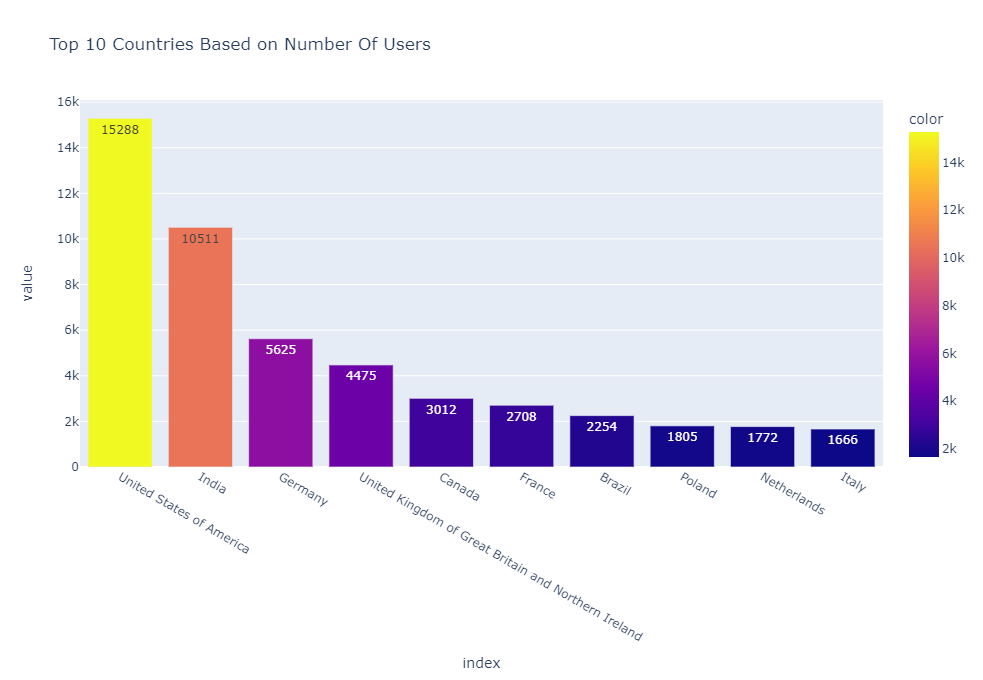 Top 10 Countries Based on Number Of Users
color
16k
14k
12k
10k
8k
6k
4k
2k
0
value
15288
10511
5625
4475
3012
2708
2254
1805
1772
1666
14k
12k
10k
8k
6k
4k
2k
United States of America
India
Germany
United Kingdom of Great Britain and Northern Ireland
Canada
France
Brazil
Poland
Netherlands
Italy
index